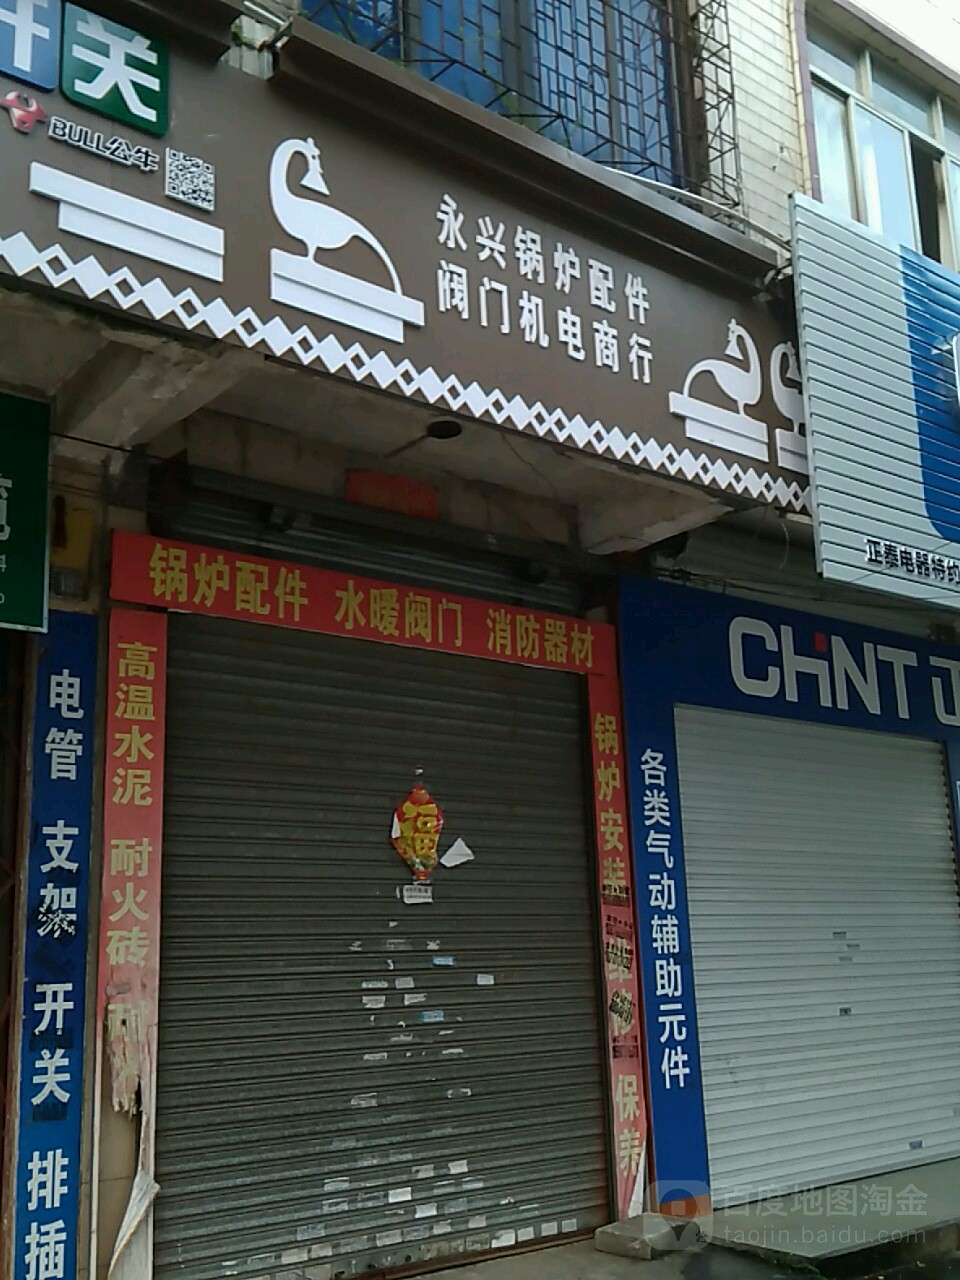 开关
BULL公牛
永兴锅炉配件
阀门机电商行
正泰电器特约
锅炉配件 水暖阀门 消防器材
CHNT 正
高温水泥 耐火砖 耐
锅炉安装 维修 保养
电管 支架 开关 排插
各类气动辅助元件
福
百度地图淘金
taojin.baidu.com